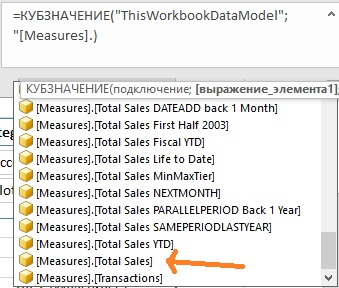 =КУБЗНАЧЕНИЕ("ThisWorkbookDataModel";
"[Measures].)
КУБЗНАЧЕНИЕ(подключение; [выражение_элемента1];
[Measures].[Total Sales DATEADD back 1 Month]
[Measures].[Total Sales First Half 2003]
[Measures].[Total Sales Fiscal YTD]
[Measures].[Total Sales Life to Date]
[Measures].[Total Sales MinMaxTier]
[Measures].[Total Sales NEXTMONTH]
[Measures].[Total Sales PARALLELPERIOD Back 1 Year]
[Measures].[Total Sales SAMEPERIODLASTYEAR]
[Measures].[Total Sales YTD]
[Measures].[Total Sales]
[Measures].[Transactions]